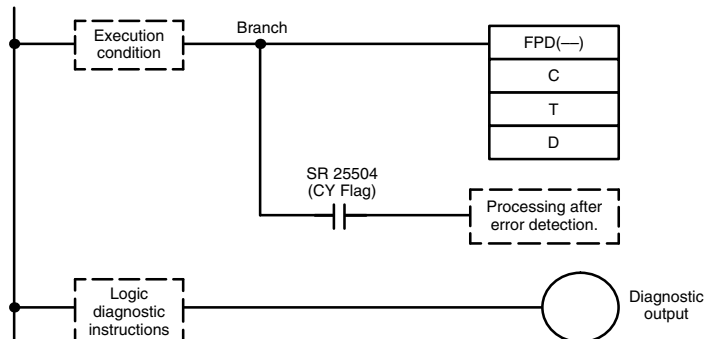 Branch
Execution
condition
FPD(––)
C
T
D
SR 25504
(CY Flag)
Processing after
error detection.
Logic
diagnostic
instructions
Diagnostic
output